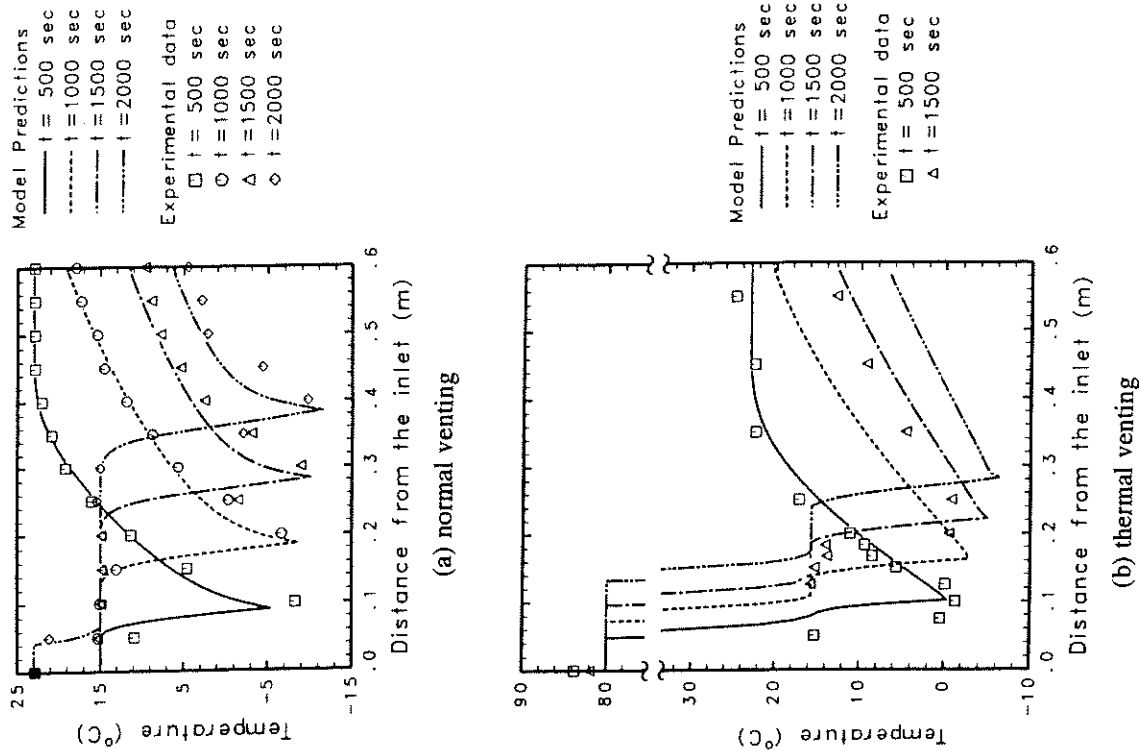 Model Predictions
t = 500 sec
t =1000 sec
t =1500 sec
t =2000 sec
Experimental data
t = 500 sec
t =1000 sec
t =1500 sec
t =2000 sec
25
15
5
-5
-15
Temperature (°C)
.0
.1
.2
.3
.4
.5
.6
Distance from the inlet (m)
(a) normal venting
Model Predictions
t = 500 sec
t =1000 sec
t =1500 sec
t =2000 sec
Experimental data
t = 500 sec
t =1500 sec
90
80
70
30
20
10
0
-10
Temperature (°C)
.0
.1
.2
.3
.4
.5
.6
Distance from the inlet (m)
(b) thermal venting